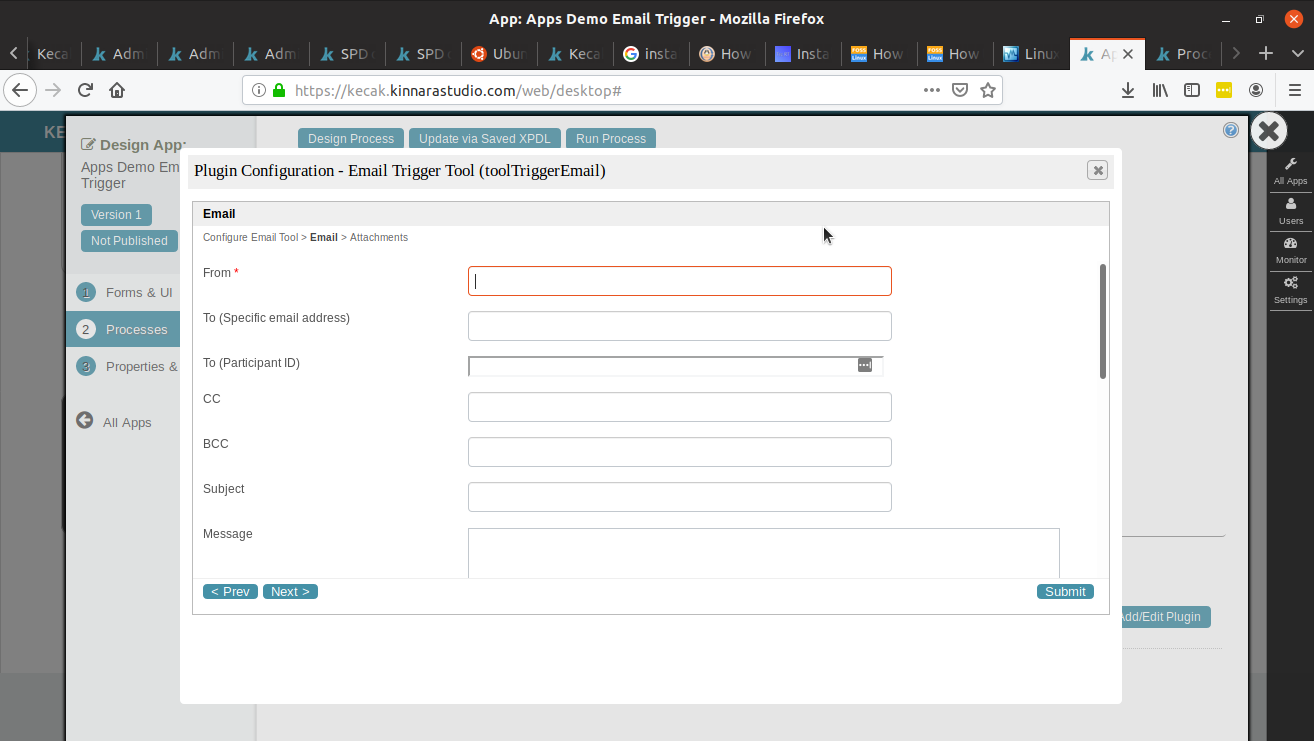 App: Apps Demo Email Trigger - Mozilla Firefox
Keca Adm Adm Adm SPD SPD Ubun Keca insta How Insta How How Linu Ap Proc
https://kecak.kinnarastudio.com/web/desktop#
KE
Design App:
Apps Demo Em
Trigger
Version 1
Not Published
1 Forms & UI
2 Processes
3 Properties &
All Apps
Design Process Update via Saved XPDL Run Process
Plugin Configuration - Email Trigger Tool (toolTriggerEmail)
Email
Configure Email Tool > Email > Attachments
From *
To (Specific email address)
To (Participant ID)
CC
BCC
Subject
Message
< Prev Next > Submit
Add/Edit Plugin
All Apps
Users
Monitor
Settings